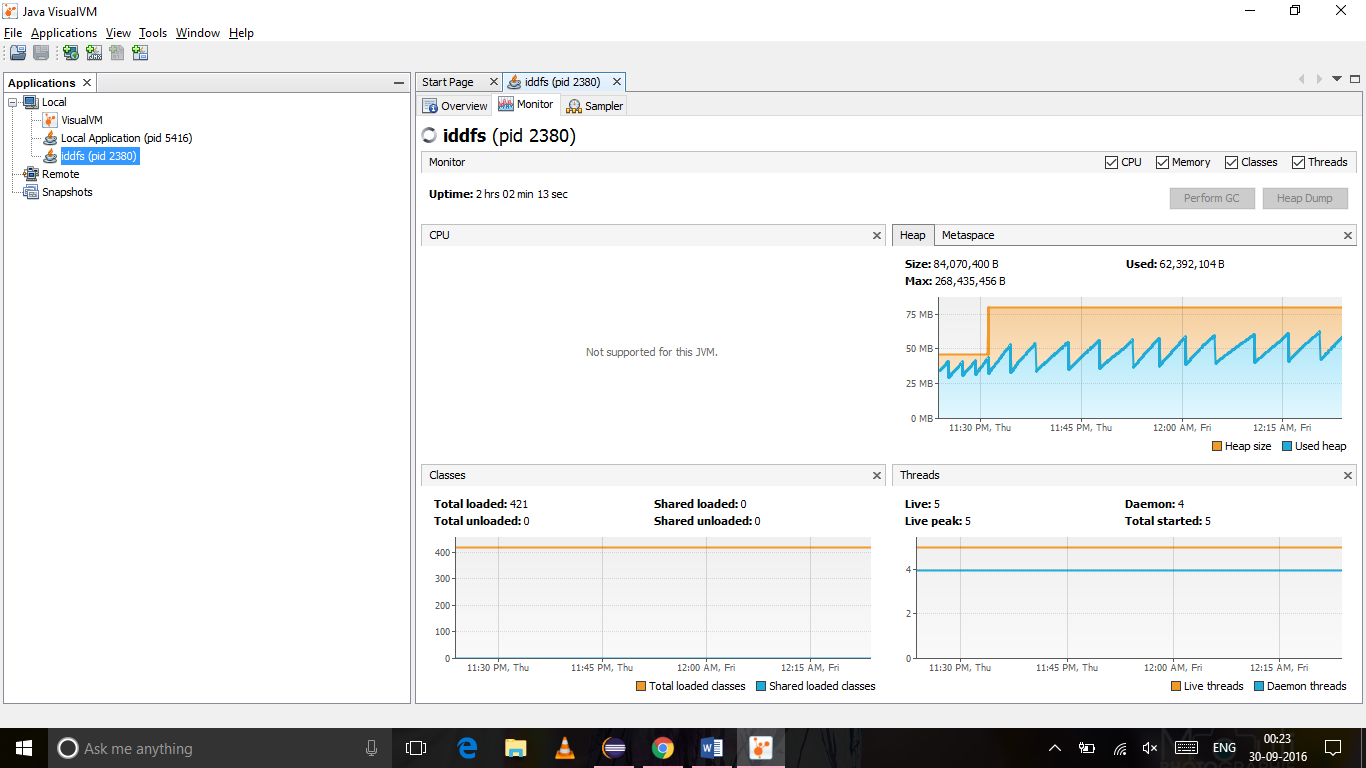 Java VisualVM
File Applications View Tools Window Help
Applications
Local
VisualVM
Local Application (pid 5416)
iddfs (pid 2380)
Remote
Snapshots
Start Page
iddfs (pid 2380)
Overview
Monitor
Sampler
iddfs (pid 2380)
Monitor
CPU
Memory
Classes
Threads
Uptime: 2 hrs 02 min 13 sec
Perform GC
Heap Dump
CPU
Not supported for this JVM.
Heap
Metaspace
Size: 84,070,400 B
Used: 62,392,104 B
Max: 268,435,456 B
75 MB
50 MB
25 MB
0 MB
11:30 PM, Thu
11:45 PM, Thu
12:00 AM, Fri
12:15 AM, Fri
Heap size
Used heap
Classes
Total loaded: 421
Shared loaded: 0
Total unloaded: 0
Shared unloaded: 0
400
300
200
100
0
11:30 PM, Thu
11:45 PM, Thu
12:00 AM, Fri
12:15 AM, Fri
Total loaded classes
Shared loaded classes
Threads
Live: 5
Daemon: 4
Live peak: 5
Total started: 5
4
2
0
11:30 PM, Thu
11:45 PM, Thu
12:00 AM, Fri
12:15 AM, Fri
Live threads
Daemon threads
Ask me anything
ENG
00:23
30-09-2016